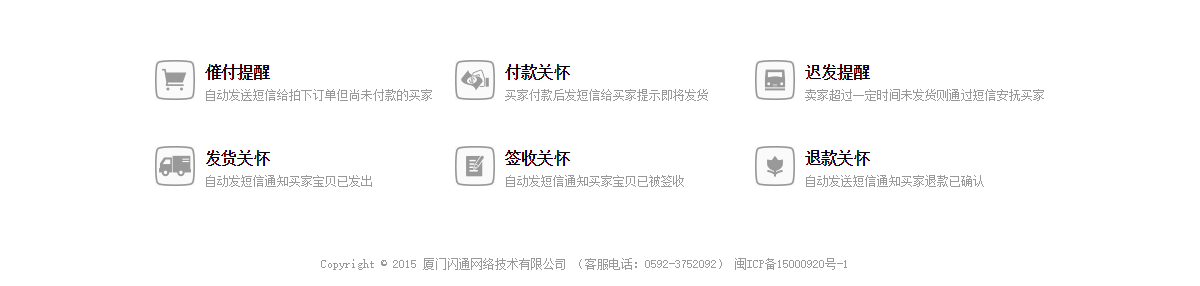 催付提醒
自动发送短信给拍下订单但尚未付款的买家
付款关怀
买家付款后发短信给买家提示即将发货
迟发提醒
卖家超过一定时间未发货则通过短信安抚买家
发货关怀
自动发短信通知买家宝贝已发出
签收关怀
自动发短信通知买家宝贝已被签收
退款关怀
自动发送短信通知买家退款已确认
Copyright © 2015 厦门闪通网络技术有限公司 （客服电话：0592-3752092） 闽ICP备15000920号-1